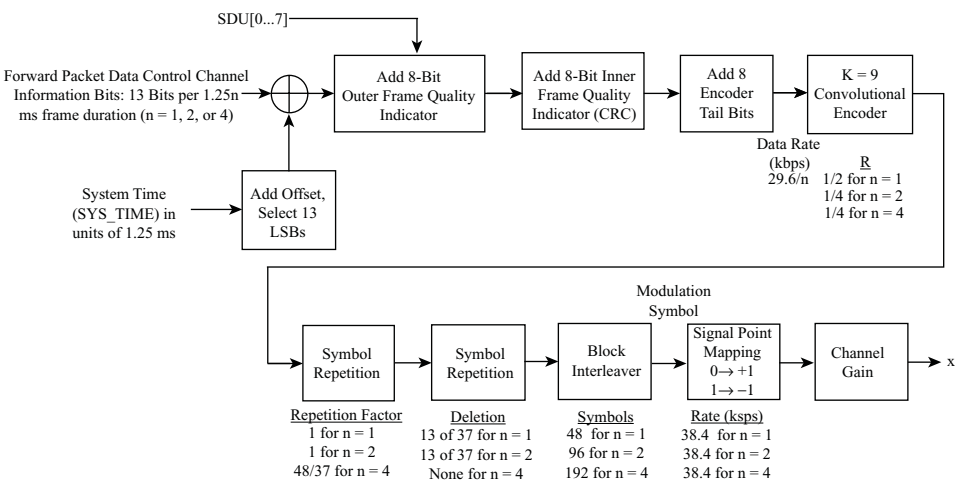 SDU[0...7]
Forward Packet Data Control Channel
Information Bits: 13 Bits per 1.25n
ms frame duration (n = 1, 2, or 4)
Add 8-Bit
Outer Frame Quality
Indicator
Add 8-Bit Inner
Frame Quality
Indicator (CRC)
Add 8
Encoder
Tail Bits
K = 9
Convolutional
Encoder
Data Rate
(kbps)
29.6/n
R
1/2 for n = 1
1/4 for n = 2
1/4 for n = 4
System Time
(SYS_TIME) in
units of 1.25 ms
Add Offset,
Select 13
LSBs
Modulation
Symbol
Symbol
Repetition
Symbol
Repetition
Block
Interleaver
Signal Point
Mapping
0→ +1
1→ −1
Channel
Gain
x
Repetition Factor
1 for n = 1
1 for n = 2
48/37 for n = 4
Deletion
13 of 37 for n = 1
13 of 37 for n = 2
None for n = 4
Symbols
48 for n = 1
96 for n = 2
192 for n = 4
Rate (ksps)
38.4 for n = 1
38.4 for n = 2
38.4 for n = 4